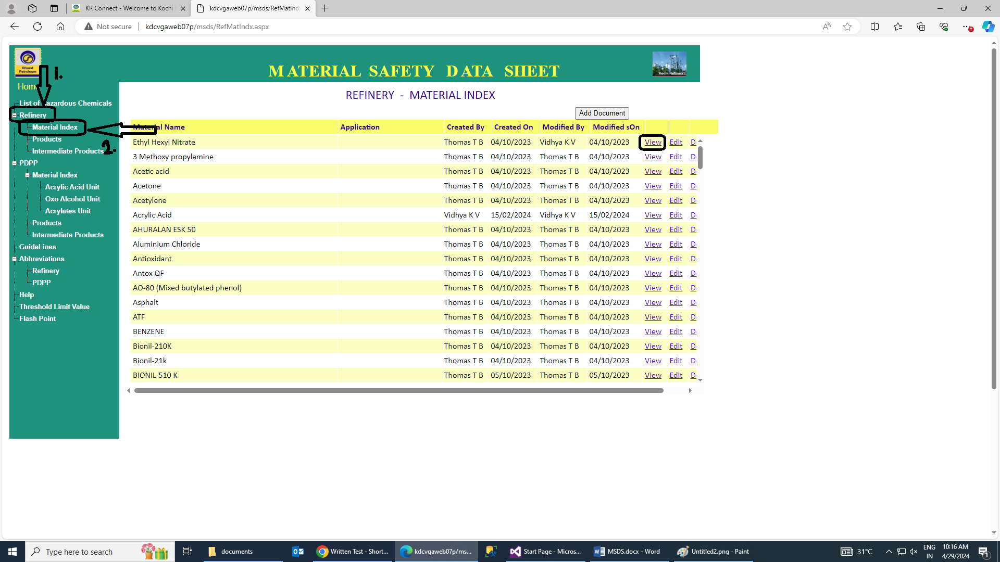 KR Connect - Welcome to Kochi
kdcvgaweb07p/msds/RefMatInd
Not secure kdcvgaweb07p/msds/RefMatIndx.aspx
Bharat
Petroleum
MATERIAL SAFETY DATA SHEET
Kochi Refinery
1.
Home
List of Hazardous Chemicals
Refinery
Material Index
Products
Intermediate Products
2.
PDPP
Material Index
Acrylic Acid Unit
Oxo Alcohol Unit
Acrylates Unit
Products
Intermediate Products
GuideLines
Abbreviations
Refinery
PDPP
Help
Threshold Limit Value
Flash Point
REFINERY - MATERIAL INDEX
Add Document
Material Name Application Created By Created On Modified By Modified sOn
Ethyl Hexyl Nitrate Thomas T B 04/10/2023 Vidhya K V 04/10/2023 View Edit D
3 Methoxy propylamine Thomas T B 04/10/2023 Thomas T B 04/10/2023 View Edit D
Acetic acid Thomas T B 04/10/2023 Thomas T B 04/10/2023 View Edit D
Acetone Thomas T B 04/10/2023 Thomas T B 04/10/2023 View Edit D
Acetylene Thomas T B 04/10/2023 Thomas T B 04/10/2023 View Edit D
Acrylic Acid Vidhya K V 15/02/2024 Vidhya K V 15/02/2024 View Edit D
AHURALAN ESK 50 Thomas T B 04/10/2023 Thomas T B 04/10/2023 View Edit D
Aluminium Chloride Thomas T B 04/10/2023 Thomas T B 04/10/2023 View Edit D
Antioxidant Thomas T B 04/10/2023 Thomas T B 04/10/2023 View Edit D
Antox QF Thomas T B 04/10/2023 Thomas T B 04/10/2023 View Edit D
AO-80 (Mixed butylated phenol) Thomas T B 04/10/2023 Thomas T B 04/10/2023 View Edit D
Asphalt Thomas T B 04/10/2023 Thomas T B 04/10/2023 View Edit D
ATF Thomas T B 04/10/2023 Thomas T B 04/10/2023 View Edit D
BENZENE Thomas T B 04/10/2023 Thomas T B 04/10/2023 View Edit D
Bionil-210K Thomas T B 04/10/2023 Thomas T B 04/10/2023 View Edit D
Bionil-21k Thomas T B 04/10/2023 Thomas T B 04/10/2023 View Edit D
BIONIL-510 K Thomas T B 05/10/2023 Thomas T B 05/10/2023 View Edit D
Type here to search documents Written Test - Short... kdcvgaweb07p/ms... Start Page - Micros... MSDS.docx - Word Untitled2.png - Paint 31°C ENG 10:16 AM
IN 4/29/2024 1